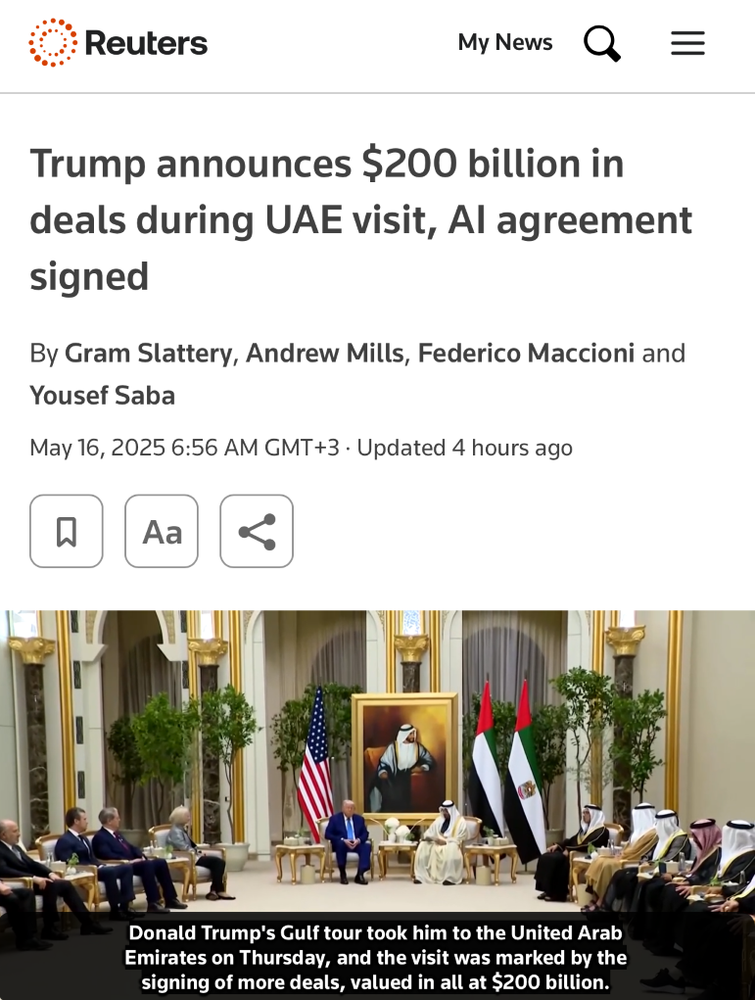 Reuters
My News
Trump announces $200 billion in
deals during UAE visit, AI agreement
signed
By Gram Slattery, Andrew Mills, Federico Maccioni and
Yousef Saba
May 16, 2025 6:56 AM GMT+3 · Updated 4 hours ago
Aa
Donald Trump's Gulf tour took him to the United Arab
Emirates on Thursday, and the visit was marked by the
signing of more deals, valued in all at $200 billion.